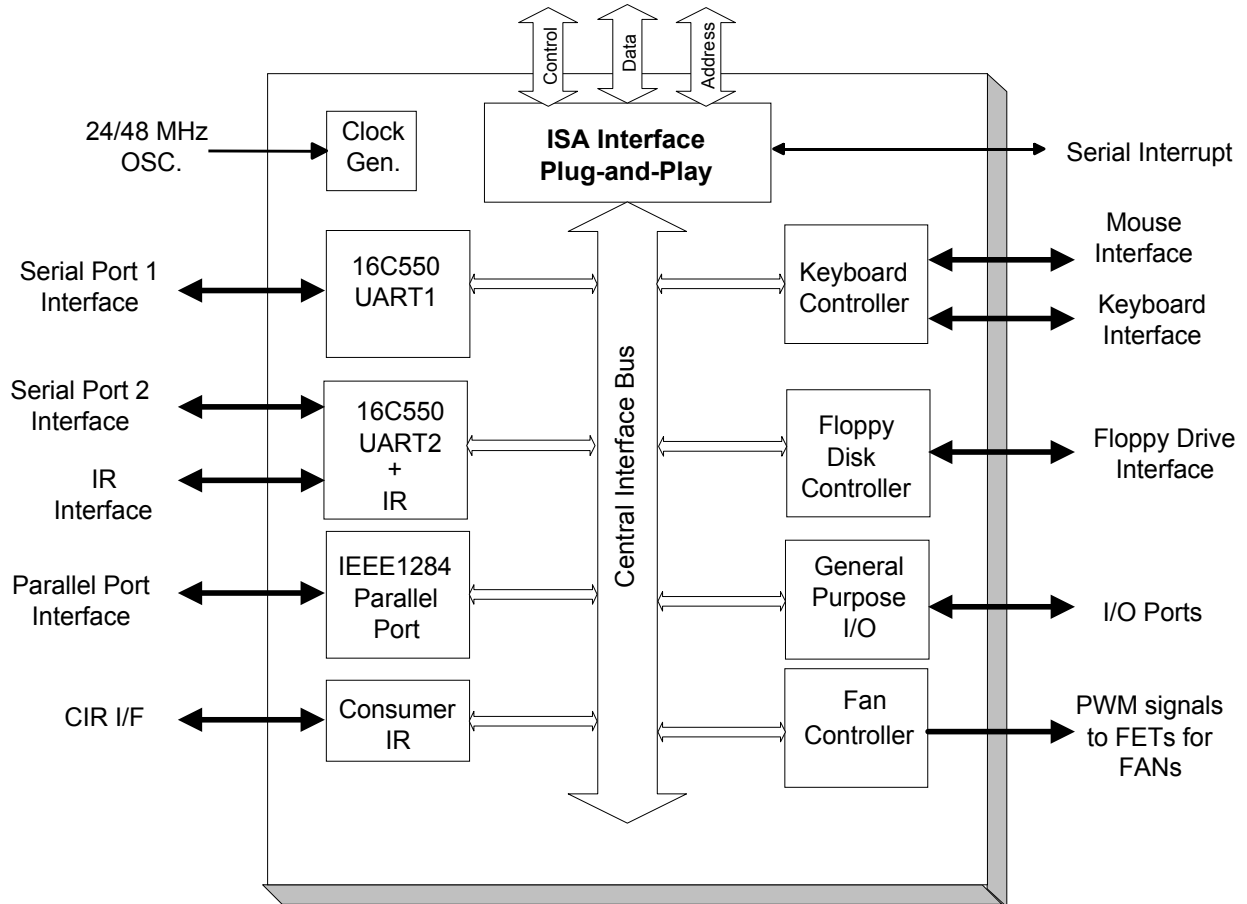 Control
Data
Address
24/48 MHz
OSC.
Clock
Gen.
ISA Interface
Plug-and-Play
Serial Interrupt
Serial Port 1
Interface
16C550
UART1
Keyboard
Controller
Mouse
Interface
Keyboard
Interface
Central Interface Bus
Serial Port 2
Interface
IR
Interface
16C550
UART2
+
IR
Floppy
Disk
Controller
Floppy Drive
Interface
Parallel Port
Interface
IEEE1284
Parallel
Port
General
Purpose
I/O
I/O Ports
CIR I/F
Consumer
IR
Fan
Controller
PWM signals
to FETs for
FANs